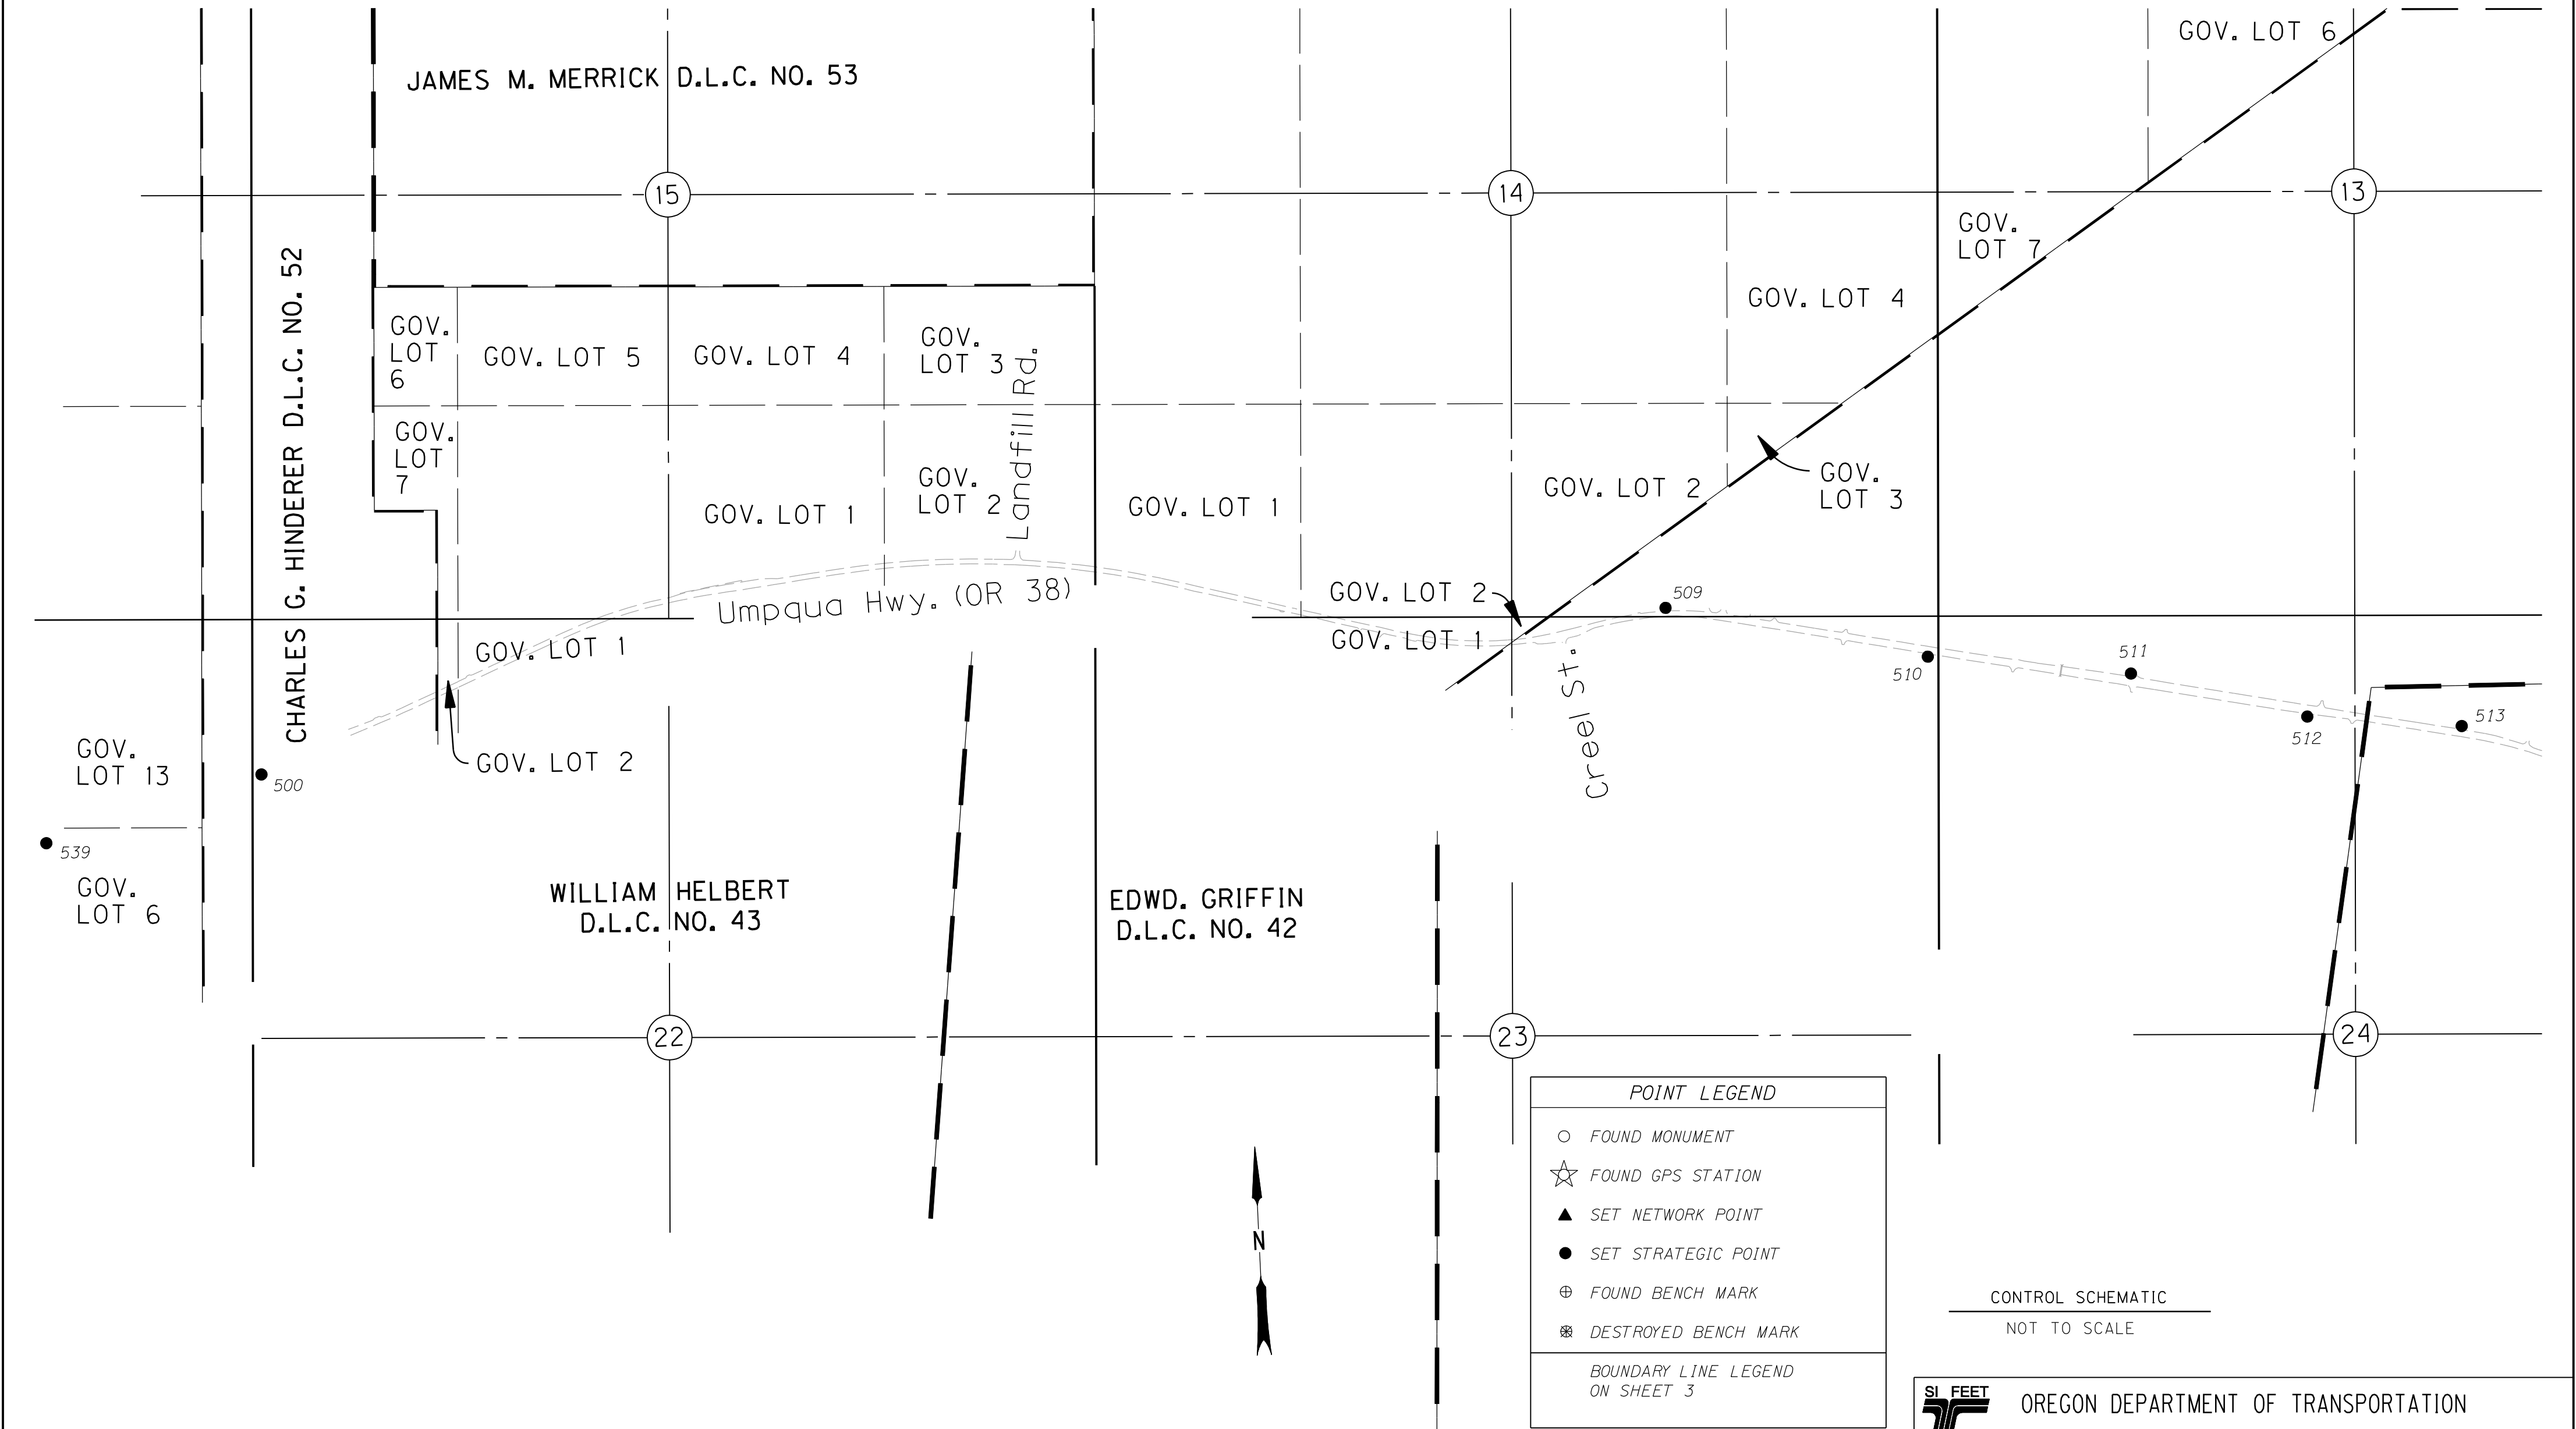 GOV. LOT 6
JAMES M. MERRICK D.L.C. NO. 53
15
14
13
GOV.
LOT 7
CHARLES G. HINDERER D.L.C. NO. 52
GOV. LOT 4
GOV.
LOT
6
GOV. LOT 5
GOV. LOT 4
GOV.
LOT 3
Landfill Rd.
GOV.
LOT
7
GOV. LOT 1
GOV.
LOT 2
GOV. LOT 1
GOV. LOT 2
GOV.
LOT 3
Umpqua Hwy. (OR 38)
GOV. LOT 2
509
GOV. LOT 1
GOV. LOT 1
Creel St.
510
511
512
513
GOV. LOT 2
GOV.
LOT 13
500
539
GOV.
LOT 6
WILLIAM HELBERT
D.L.C. NO. 43
EDWD. GRIFFIN
D.L.C. NO. 42
22
23
24
N
POINT LEGEND
FOUND MONUMENT
FOUND GPS STATION
SET NETWORK POINT
SET STRATEGIC POINT
FOUND BENCH MARK
DESTROYED BENCH MARK
BOUNDARY LINE LEGEND
ON SHEET 3
CONTROL SCHEMATIC
NOT TO SCALE
SI FEET
OREGON DEPARTMENT OF TRANSPORTATION